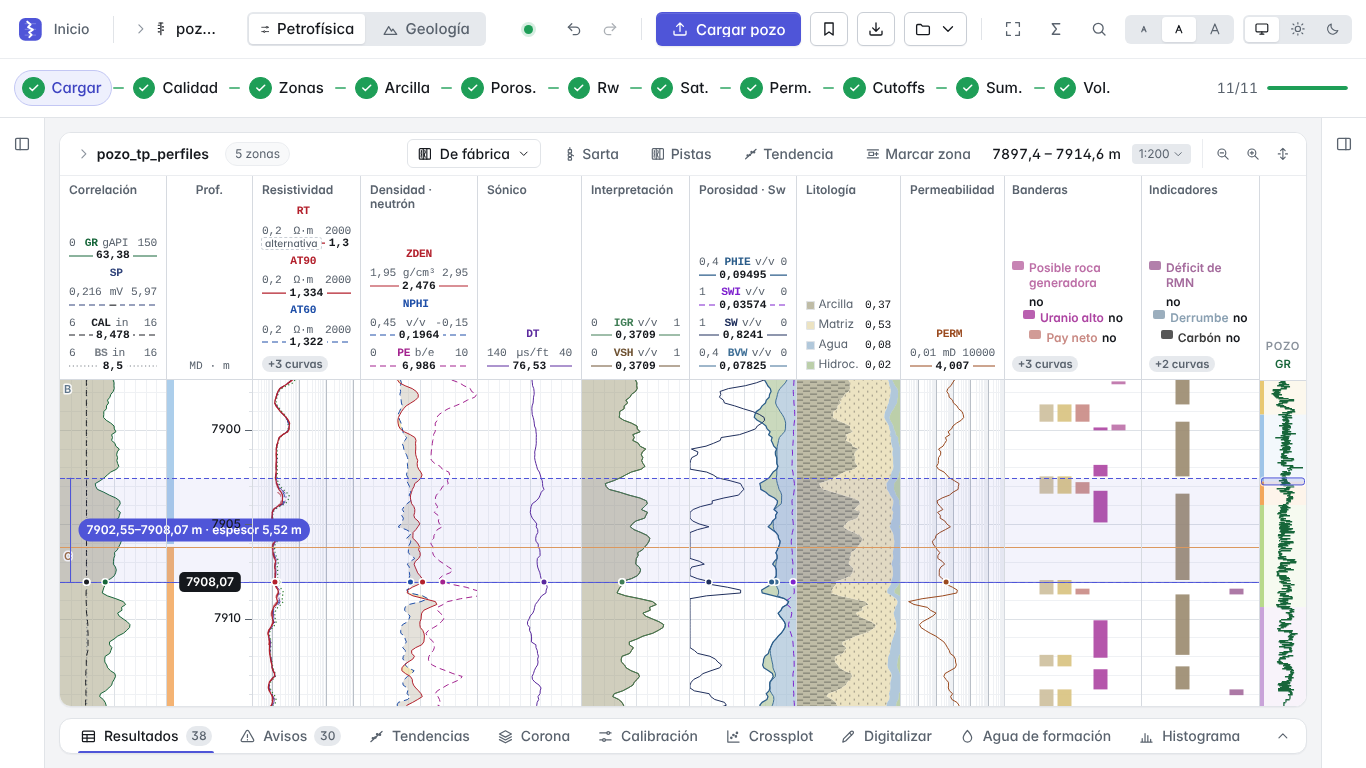 Inicio
poz...
Petrofísica
Geología
Cargar pozo
Σ
A
A
A
Cargar
Calidad
Zonas
Arcilla
Poros.
Rw
Sat.
Perm.
Cutoffs
Sum.
Vol.
11/11
pozo_tp_perfiles
5 zonas
De fábrica
Sarta
Pistas
Tendencia
Marcar zona
7897,4 – 7914,6 m
1:200
Correlación
0 GR gAPI 150
63,38
SP
0,216 mV 5,97
6 CAL in 16
8,478
6 BS in 16
8,5
Prof.
MD · m
Resistividad
RT
0,2 Ω·m 2000
alternativa
1,3
AT90
0,2 Ω·m 2000
1,334
AT60
0,2 Ω·m 2000
1,322
+3 curvas
Densidad ·
neutrón
ZDEN
1,95 g/cm³ 2,95
2,476
NPHI
0,45 v/v -0,15
0,1964
0 PE b/e 10
6,986
Sónico
DT
140 µs/ft 40
76,53
Interpretación
0 IGR v/v 1
0,3709
0 VSH v/v 1
0,3709
Porosidad · Sw
0,4 PHIE v/v 0
0,09495
1 SWI v/v 0
0,03574
1 SW v/v 0
0,8241
0,4 BVW v/v 0
0,07825
Litología
Arcilla 0,37
Matriz 0,53
Agua 0,08
Hidroc. 0,02
Permeabilidad
PERM
0,01 mD 10000
4,007
Banderas
Posible roca
generadora
no
Uranio alto no
Pay neto no
+3 curvas
Indicadores
Déficit de
RMN
no
Derrumbe no
Carbón no
+2 curvas
POZO
GR
B
7900
7905
7902,55–7908,07 m · espesor 5,52 m
C
7908,07
7910
Resultados 38
Avisos 30
Tendencias
Corona
Calibración
Crossplot
Digitalizar
Agua de formación
Histograma